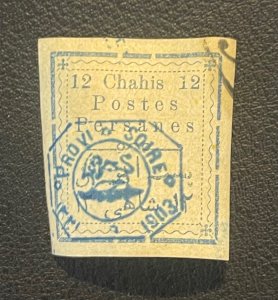 12 Chahis 12
Postes
Persanes
PROVISOIRE
1903